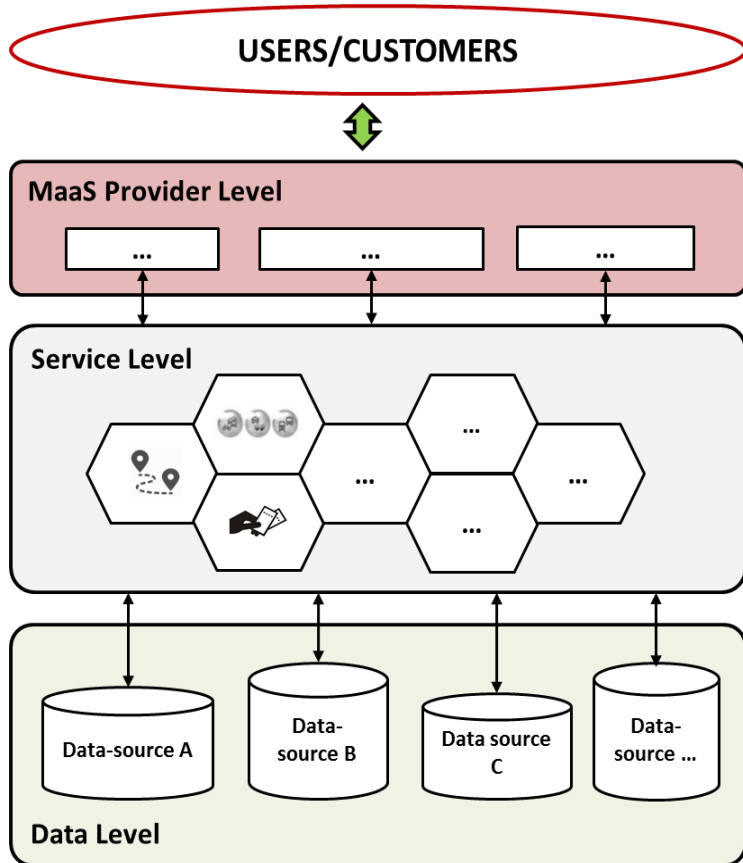 USERS/CUSTOMERS
MaaS Provider Level
...
...
...
Service Level
...
...
...
...
Data-source A
Data-
source B
Data source
C
Data-
source ...
Data Level